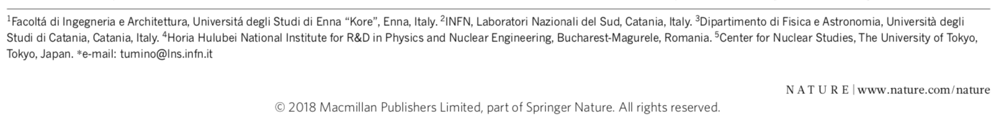 ¹Facoltá di Ingegneria e Architettura, Universitá degli Studi di Enna “Kore”, Enna, Italy. ²INFN, Laboratori Nazionali del Sud, Catania, Italy. ³Dipartimento di Fisica e Astronomia, Università degli
Studi di Catania, Catania, Italy. ⁴Horia Hulubei National Institute for R&D in Physics and Nuclear Engineering, Bucharest-Magurele, Romania. ⁵Center for Nuclear Studies, The University of Tokyo,
Tokyo, Japan. *e-mail: tumino@lns.infn.it
NATURE | www.nature.com/nature
© 2018 Macmillan Publishers Limited, part of Springer Nature. All rights reserved.